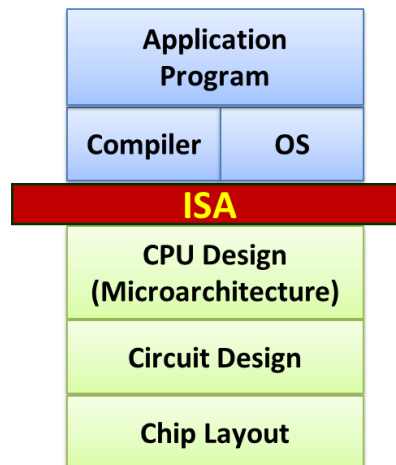 Application
Program
Compiler
OS
ISA
CPU Design
(Microarchitecture)
Circuit Design
Chip Layout